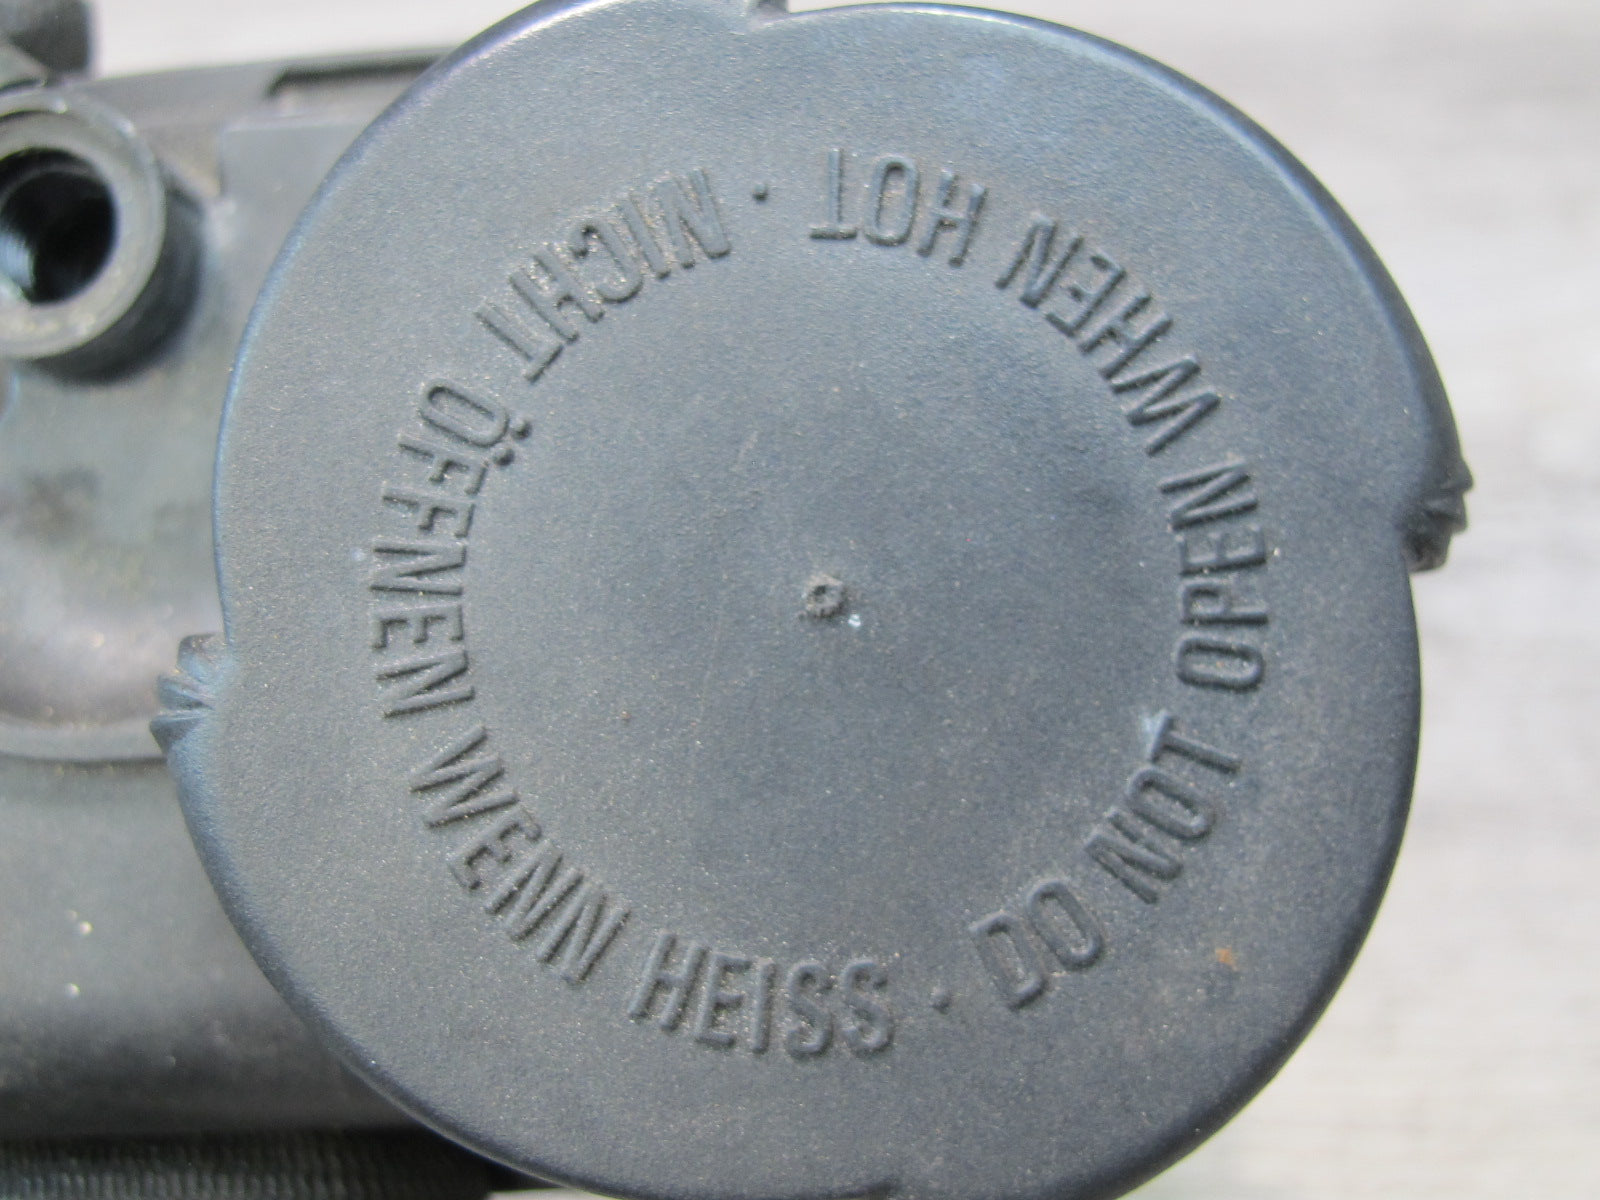 NICHT ÖFFNEN WENN HEISS ·
DO NOT OPEN WHEN HOT ·